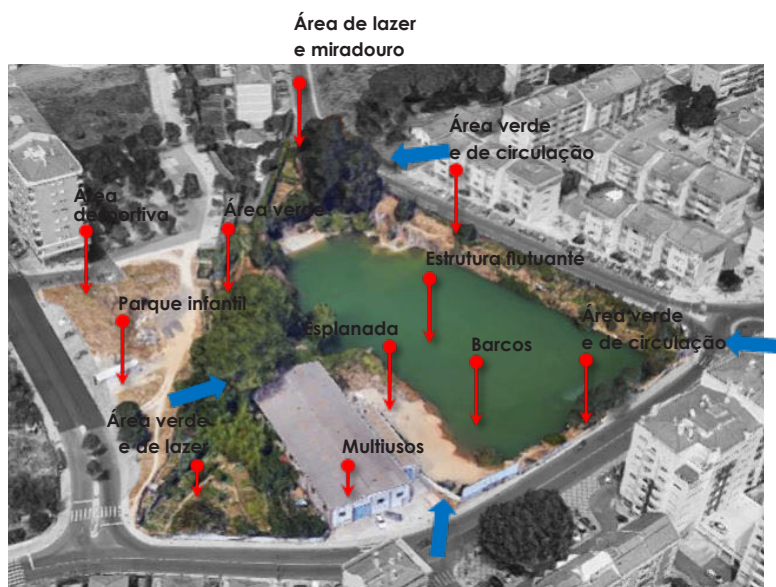 Área de lazer
e miradouro
Área verde
e de circulação
Área
desportiva
Área verde
Estrutura flutuante
Parque infantil
Esplanada
Área verde
e de circulação
Barcos
Área verde
e de lazer
Multiusos